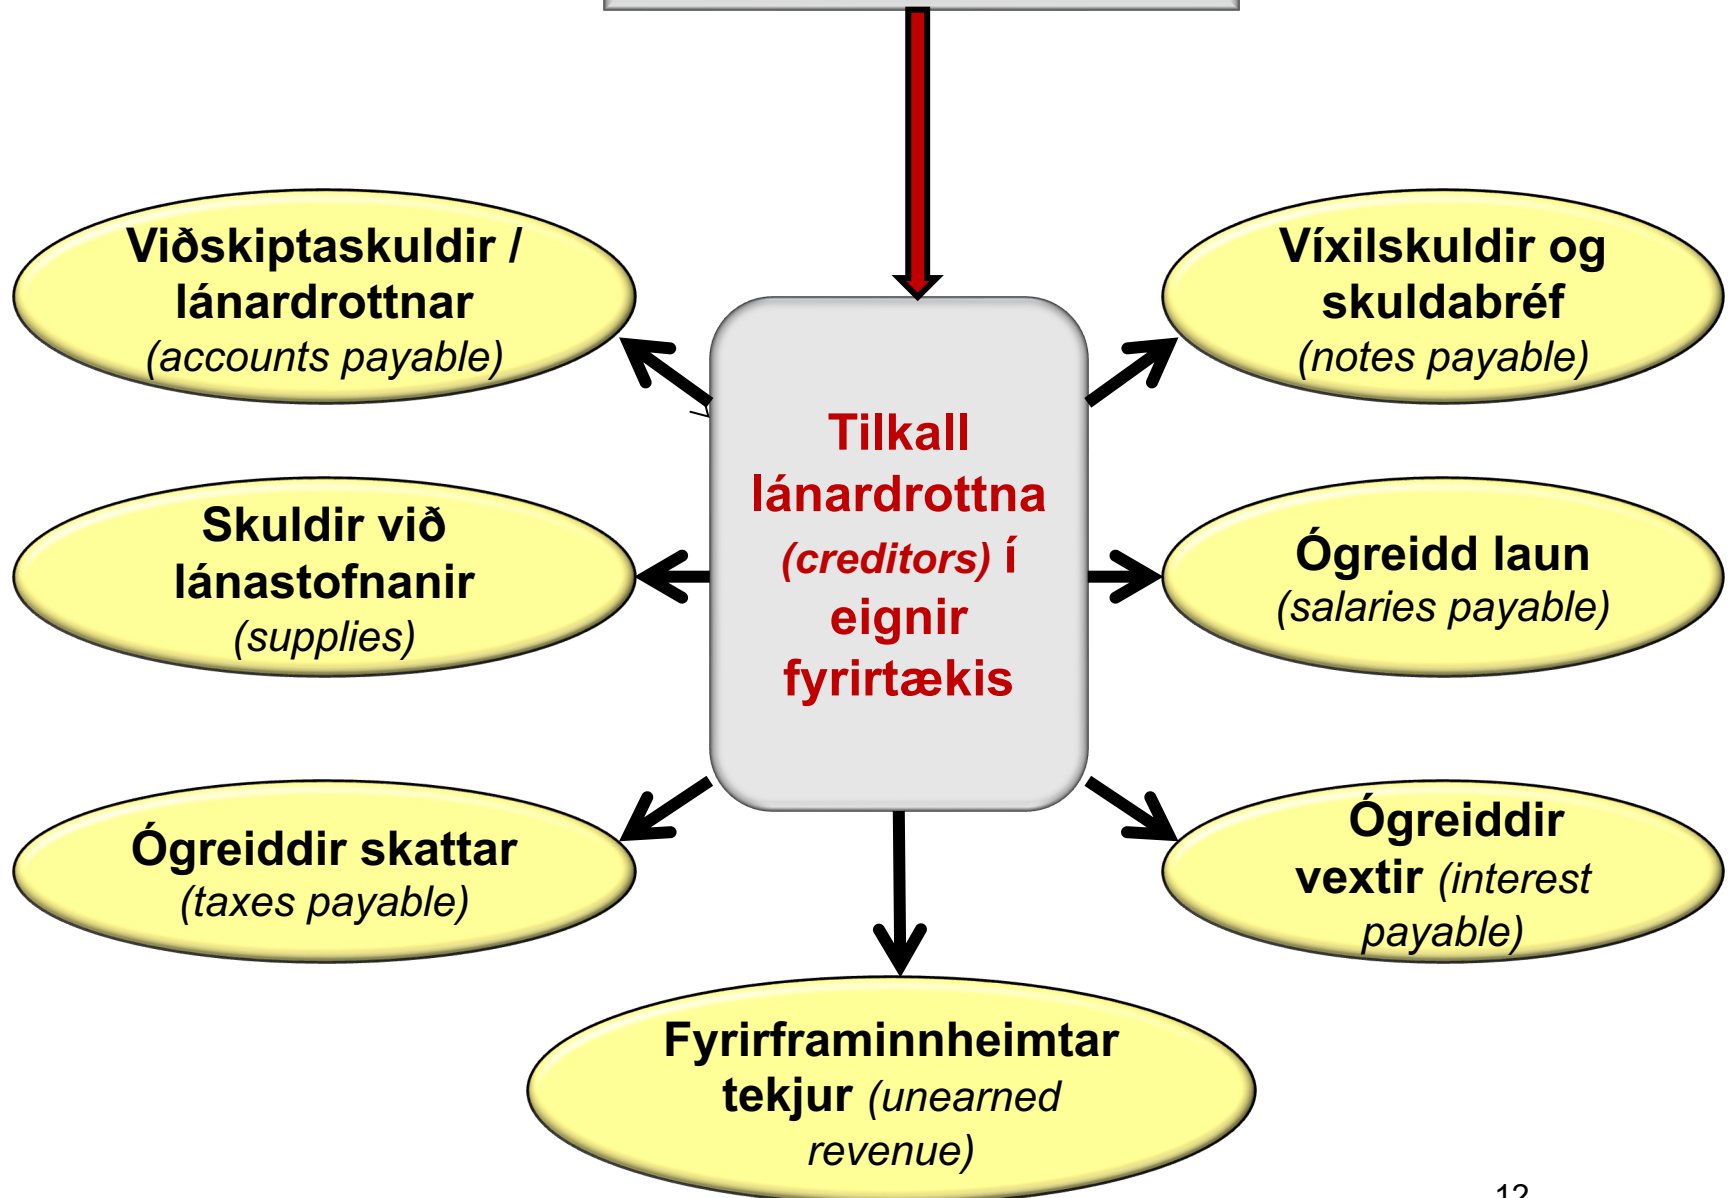 Viðskiptaskuldir /
lánardrottnar
(accounts payable)
Víxilskuldir og
skuldabréf
(notes payable)
Tilkall
lánardrottna
(creditors) í
eignir
fyrirtækis
Skuldir við
lánastofnanir
(supplies)
Ógreidd laun
(salaries payable)
Ógreiddir skattar
(taxes payable)
Ógreiddir
vextir (interest
payable)
Fyrirframinnheimtar
tekjur (unearned
revenue)
12